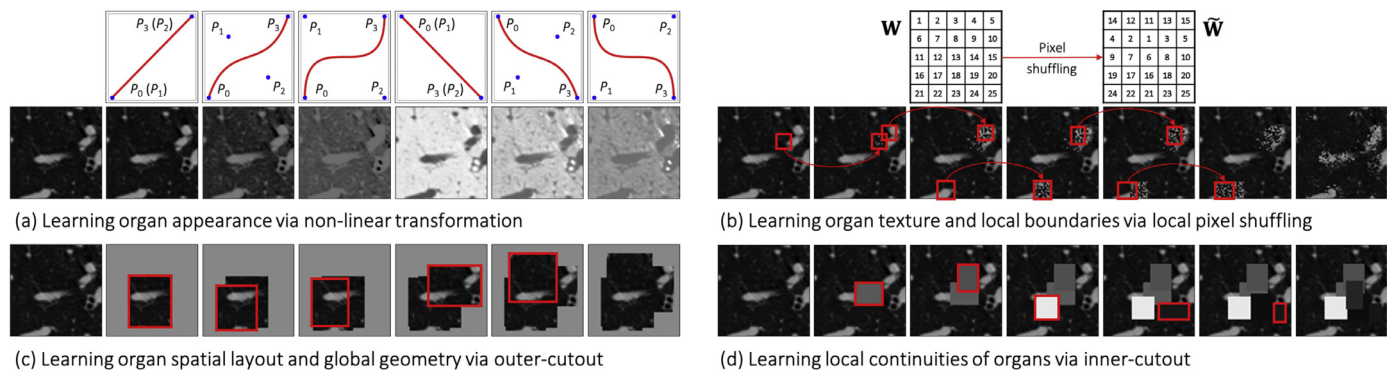 P3 (P2)
P0 (P1)
P1
P3
P0
P2
P1
P3
P0
P2
P0 (P1)
P3 (P2)
P0
P2
P1
P3
P0
P2
P1
P3
(a) Learning organ appearance via non-linear transformation
W
1 2 3 4 5
6 7 8 9 10
11 12 13 14 15
16 17 18 19 20
21 22 23 24 25
Pixel
shuffling
14 12 11 13 15
4 2 1 3 5
9 7 6 8 10
19 17 16 18 20
24 22 21 23 25
W̃
(b) Learning organ texture and local boundaries via local pixel shuffling
(c) Learning organ spatial layout and global geometry via outer-cutout
(d) Learning local continuities of organs via inner-cutout